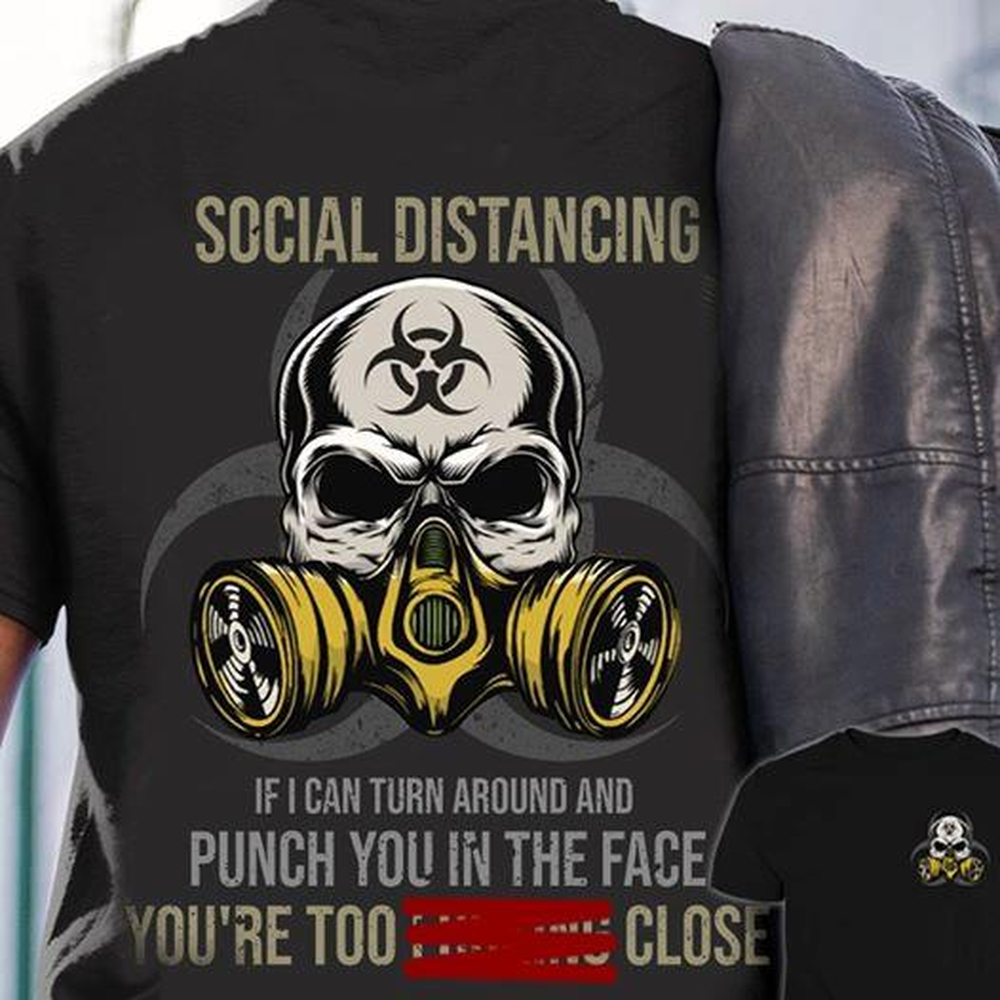 SOCIAL DISTANCING
IF I CAN TURN AROUND AND
PUNCH YOU IN THE FACE
YOU'RE TOO CLOSE